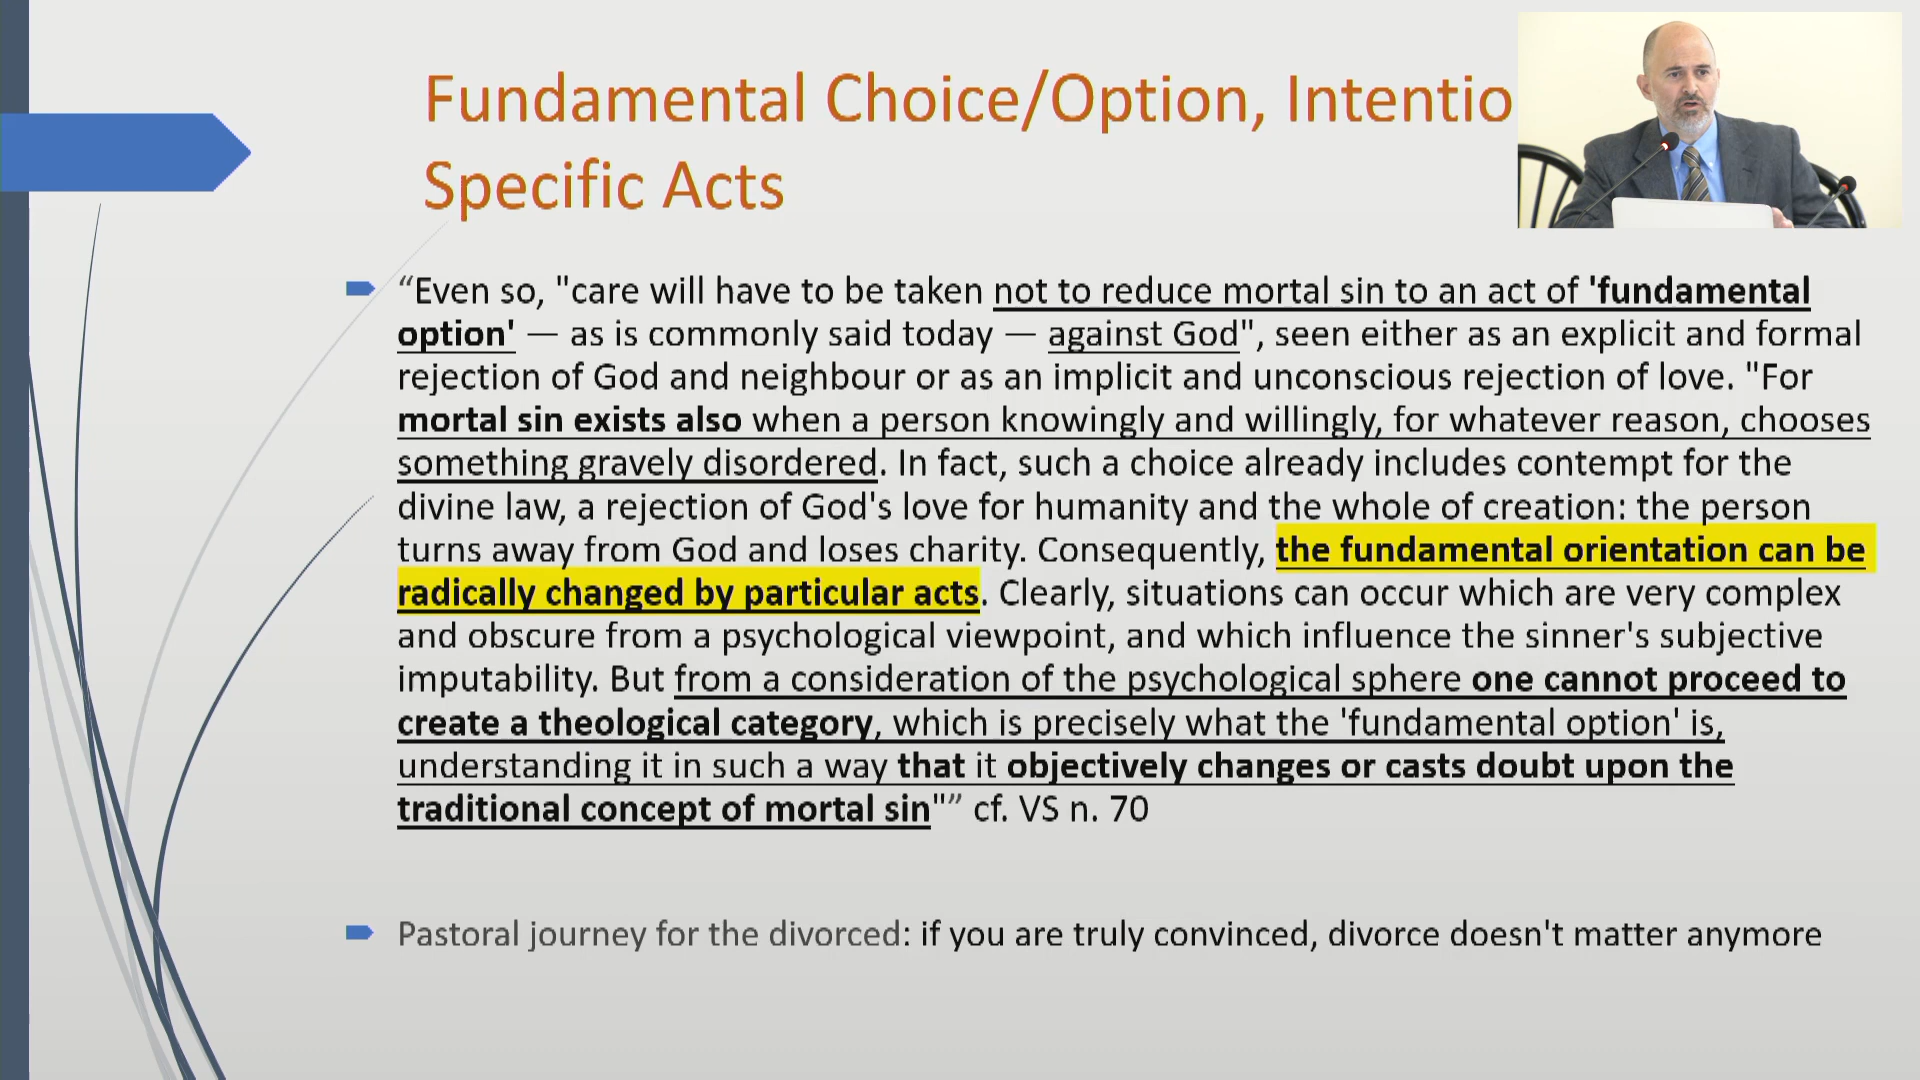 Fundamental Choice/Option, Intentio
Specific Acts
“Even so, "care will have to be taken not to reduce mortal sin to an act of 'fundamental
option' — as is commonly said today — against God", seen either as an explicit and formal
rejection of God and neighbour or as an implicit and unconscious rejection of love. "For
mortal sin exists also when a person knowingly and willingly, for whatever reason, chooses
something gravely disordered. In fact, such a choice already includes contempt for the
divine law, a rejection of God's love for humanity and the whole of creation: the person
turns away from God and loses charity. Consequently, the fundamental orientation can be
radically changed by particular acts. Clearly, situations can occur which are very complex
and obscure from a psychological viewpoint, and which influence the sinner's subjective
imputability. But from a consideration of the psychological sphere one cannot proceed to
create a theological category, which is precisely what the 'fundamental option' is,
understanding it in such a way that it objectively changes or casts doubt upon the
traditional concept of mortal sin"” cf. VS n. 70
Pastoral journey for the divorced: if you are truly convinced, divorce doesn't matter anymore